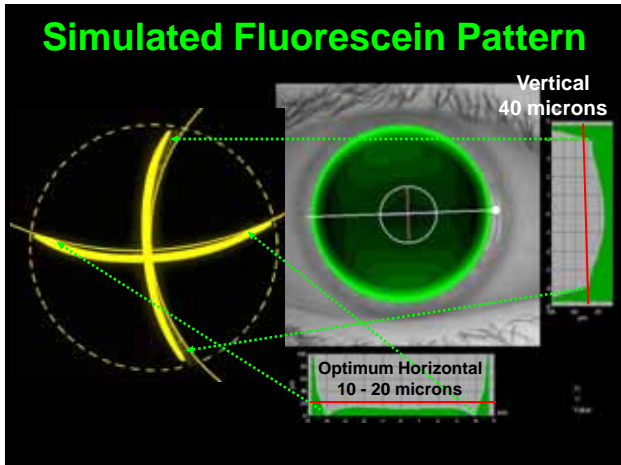 Simulated Fluorescein Pattern
Vertical
40 microns
Optimum Horizontal
10 - 20 microns